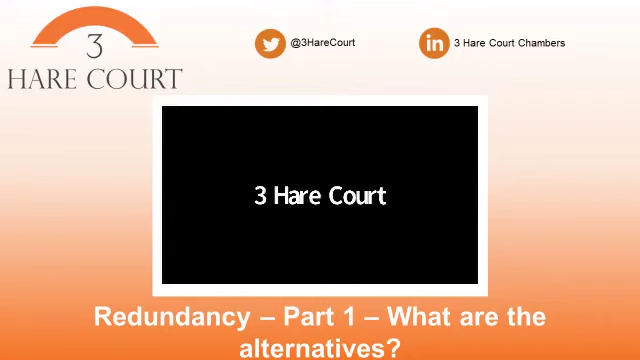 3
HARE COURT
@3HareCourt
3 Hare Court Chambers
3 Hare Court
Redundancy – Part 1 – What are the
alternatives?